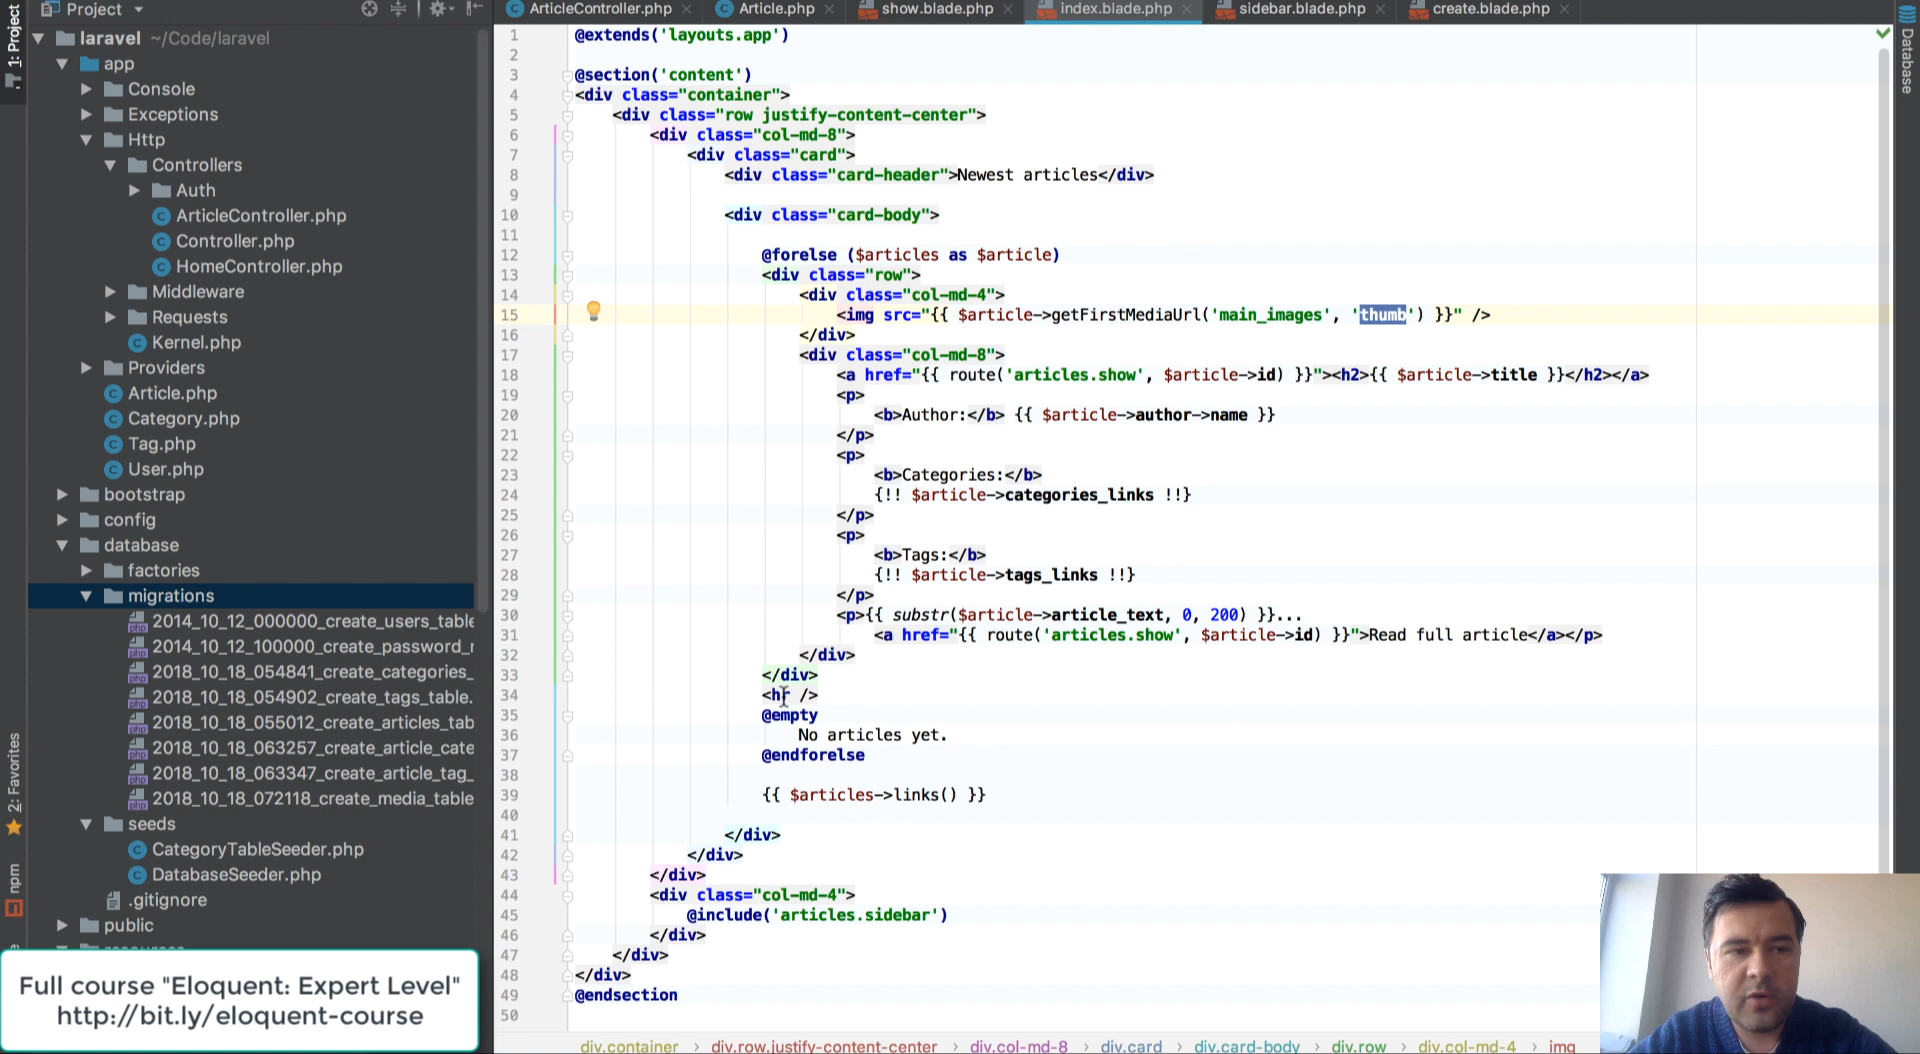 1: Project
2: Favorites
npm
Project
laravel ~/Code/laravel
app
Console
Exceptions
Http
Controllers
Auth
ArticleController.php
Controller.php
HomeController.php
Middleware
Requests
Kernel.php
Providers
Article.php
Category.php
Tag.php
User.php
bootstrap
config
database
factories
migrations
2014_10_12_000000_create_users_table
2014_10_12_100000_create_password_r
2018_10_18_054841_create_categories_
2018_10_18_054902_create_tags_table.
2018_10_18_055012_create_articles_tab
2018_10_18_063257_create_article_cate
2018_10_18_063347_create_article_tag_
2018_10_18_072118_create_media_table
seeds
CategoryTableSeeder.php
DatabaseSeeder.php
.gitignore
public
Full course "Eloquent: Expert Level"
http://bit.ly/eloquent-course
ArticleController.php Article.php show.blade.php index.blade.php sidebar.blade.php create.blade.php
1 @extends('layouts.app')
2
3 @section('content')
4 <div class="container">
5 <div class="row justify-content-center">
6 <div class="col-md-8">
7 <div class="card">
8 <div class="card-header">Newest articles</div>
9
10 <div class="card-body">
11
12 @forelse ($articles as $article)
13 <div class="row">
14 <div class="col-md-4">
15 <img src="{{ $article->getFirstMediaUrl('main_images', 'thumb') }}" />
16 </div>
17 <div class="col-md-8">
18 <a href="{{ route('articles.show', $article->id) }}"><h2>{{ $article->title }}</h2></a>
19 <p>
20 <b>Author:</b> {{ $article->author->name }}
21 </p>
22 <p>
23 <b>Categories:</b>
24 {!! $article->categories_links !!}
25 </p>
26 <p>
27 <b>Tags:</b>
28 {!! $article->tags_links !!}
29 </p>
30 <p>{{ substr($article->article_text, 0, 200) }}...
31 <a href="{{ route('articles.show', $article->id) }}">Read full article</a></p>
32 </div>
33 </div>
34 <hr />
35 @empty
36 No articles yet.
37 @endforelse
38
39 {{ $articles->links() }}
40
41 </div>
42 </div>
43 </div>
44 <div class="col-md-4">
45 @include('articles.sidebar')
46 </div>
47 </div>
48 </div>
49 @endsection
50
div.container › div.row.justify-content-center › div.col-md-8 › div.card › div.card-body › div.row › div.col-md-4 › img
Database